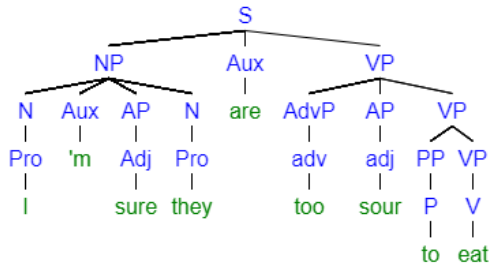 S
NP Aux VP
N Aux AP N are AdvP AP VP
Pro 'm Adj Pro adv adj PP VP
I sure they too sour P V
to eat